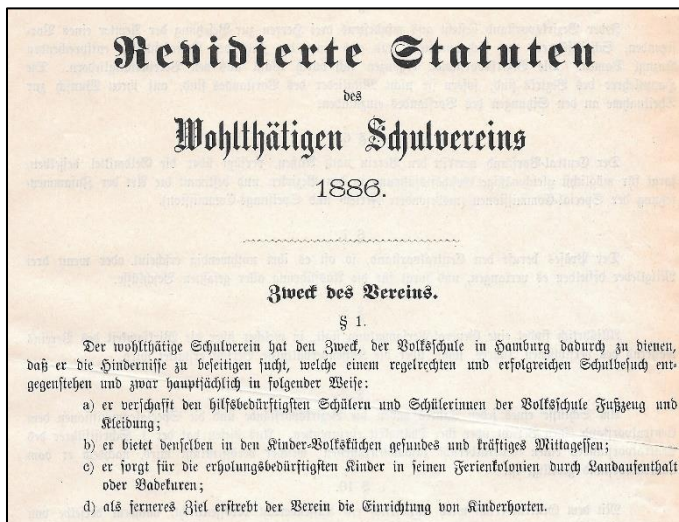 Revidierte Statuten
des
Wohlthätigen Schulvereins
1886.
Zweck des Vereins.
§ 1.
Der wohlthätige Schulverein hat den Zweck, der Volksschule in Hamburg dadurch zu dienen,
daß er die Hindernisse zu beseitigen sucht, welche einem regelrechten und erfolgreichen Schulbesuch ent-
gegenstehen und zwar hauptsächlich in folgender Weise:
a) er verschafft den hilfsbedürftigsten Schülern und Schülerinnen der Volksschule Fußzeug und
Kleidung;
b) er bietet denselben in den Kinder-Volksküchen gesundes und kräftiges Mittagessen;
c) er sorgt für die erholungsbedürftigsten Kinder in seinen Ferienkolonien durch Landaufenthalt
oder Badekuren;
d) als ferneres Ziel erstrebt der Verein die Einrichtung von Kinderhorten.